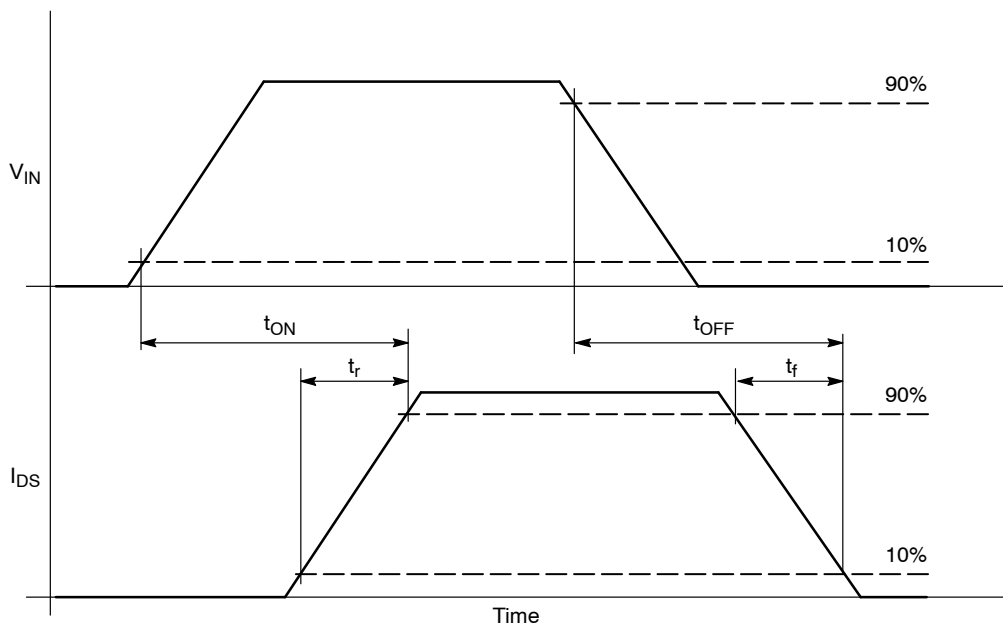 90%
V_IN
10%
t_ON
t_OFF
t_r
t_f
90%
I_DS
10%
Time